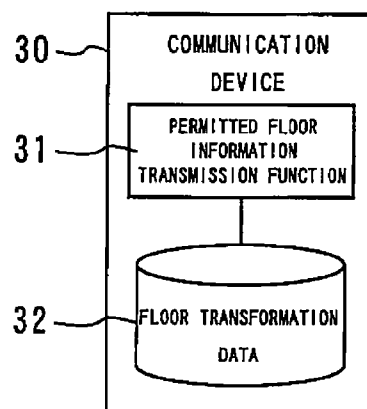 30
COMMUNICATION
DEVICE
31
PERMITTED FLOOR
INFORMATION
TRANSMISSION FUNCTION
32
FLOOR TRANSFORMATION
DATA